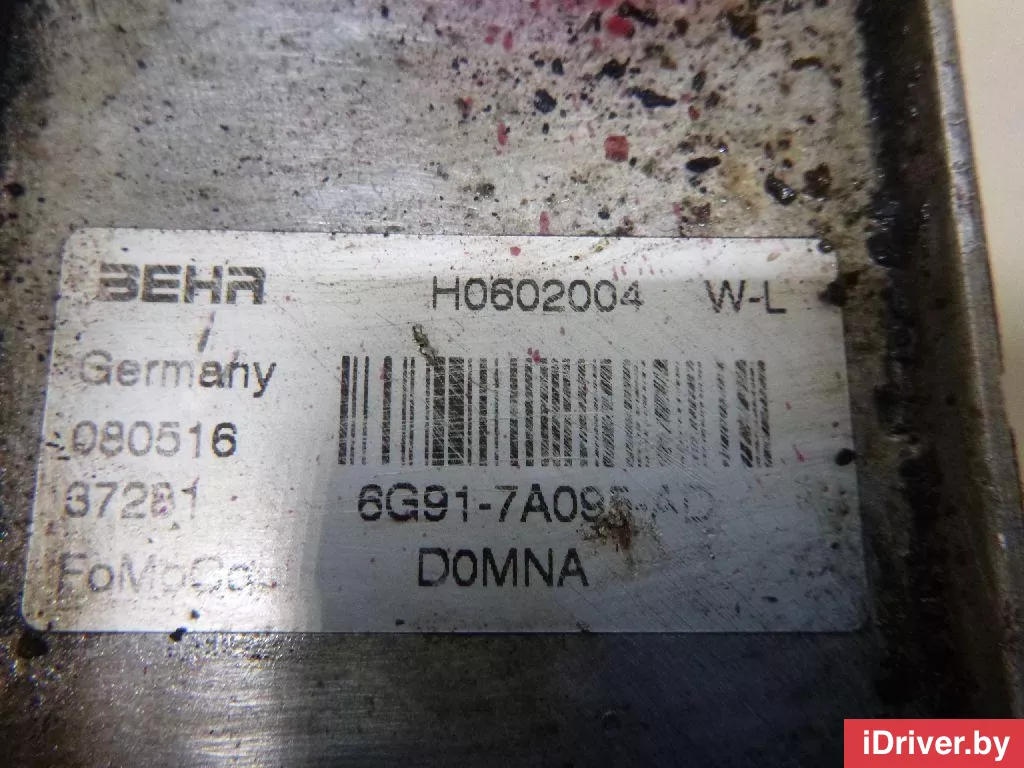 BEHR H0602004 W-L
Germany
080516
37281 6G91-7A095-AD
FoMoCo D0MNA
iDriver.by